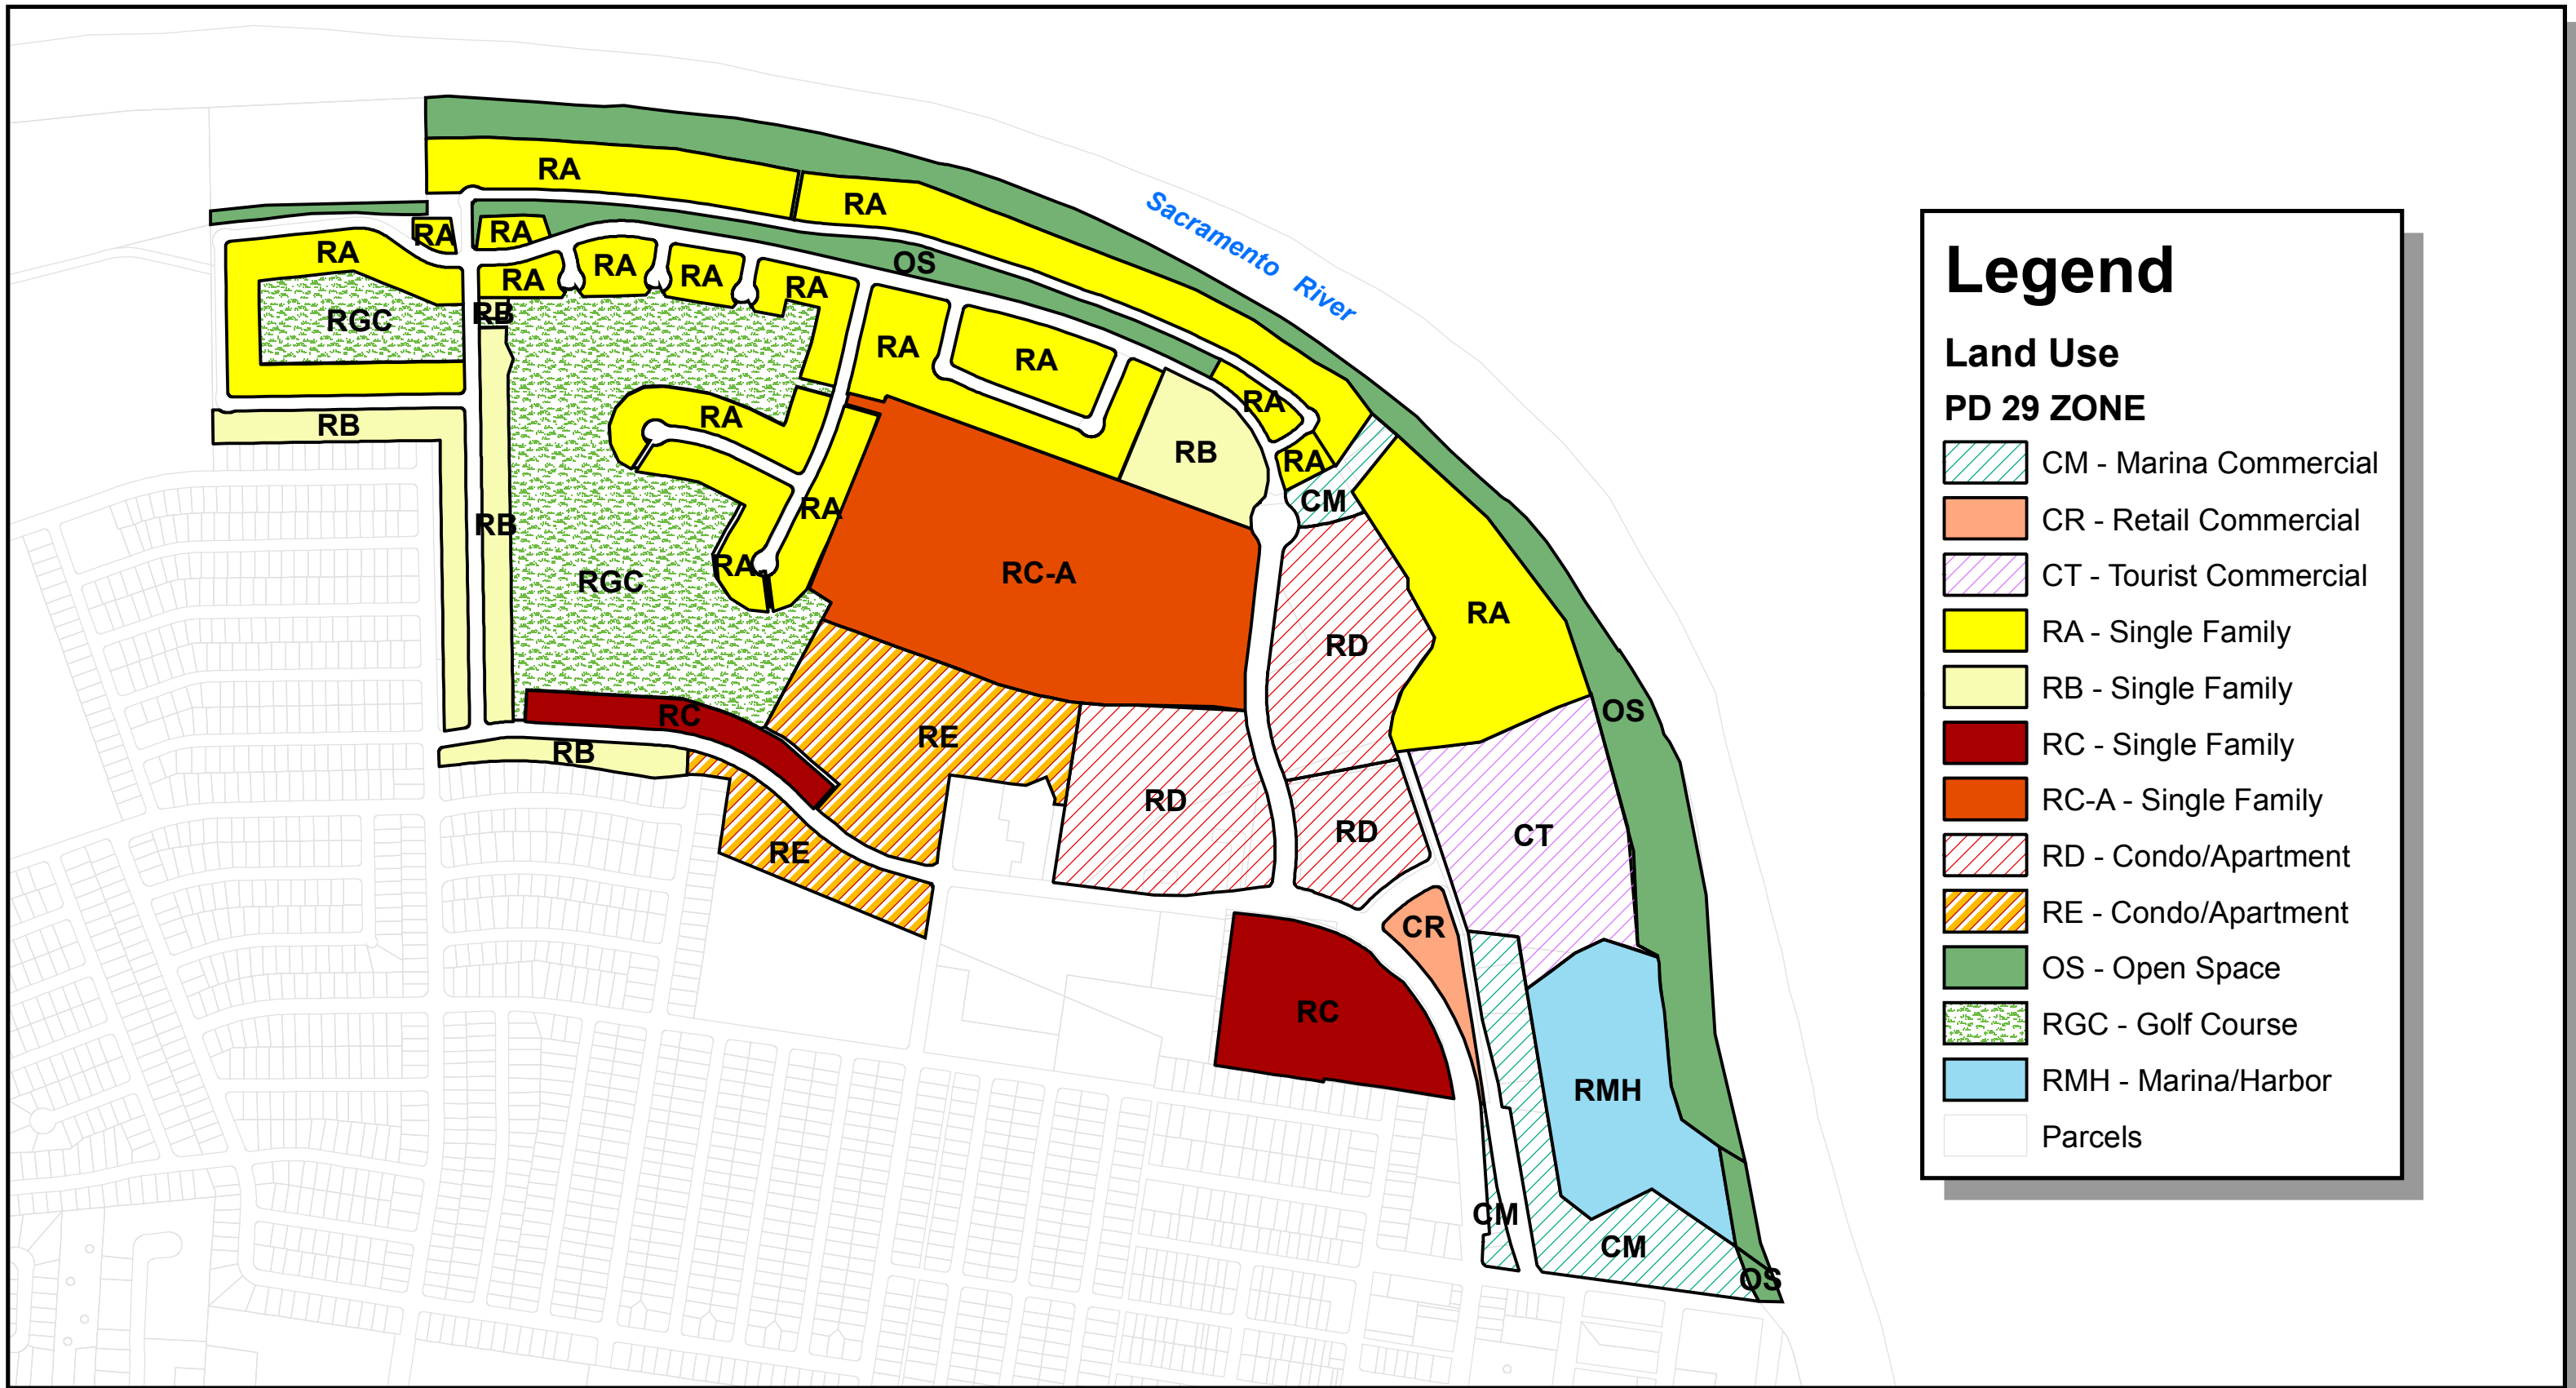 RA
RA
Sacramento River
RA
RA
RA
OS
RA
RA
RA
RA
RGC
RB
RA
RA
RA
RA
RB
RB
RA
RA
CM
RA
RB
RA
RGC
RC-A
RA
RD
OS
RC
RE
RB
RD
RD
CT
RE
CR
RC
RMH
CM
CM
OS
Legend
Land Use
PD 29 ZONE
CM - Marina Commercial
CR - Retail Commercial
CT - Tourist Commercial
RA - Single Family
RB - Single Family
RC - Single Family
RC-A - Single Family
RD - Condo/Apartment
RE - Condo/Apartment
OS - Open Space
RGC - Golf Course
RMH - Marina/Harbor
Parcels